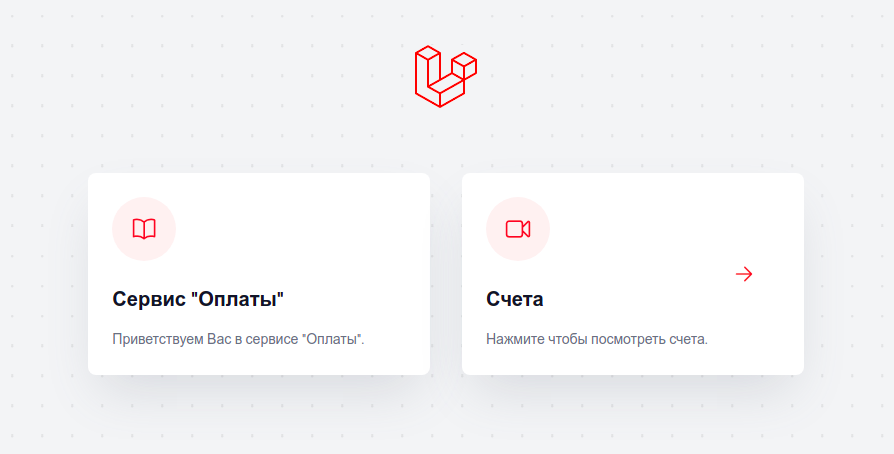 Сервис "Оплаты"
Приветствуем Вас в сервисе "Оплаты".
Счета
Нажмите чтобы посмотреть счета.